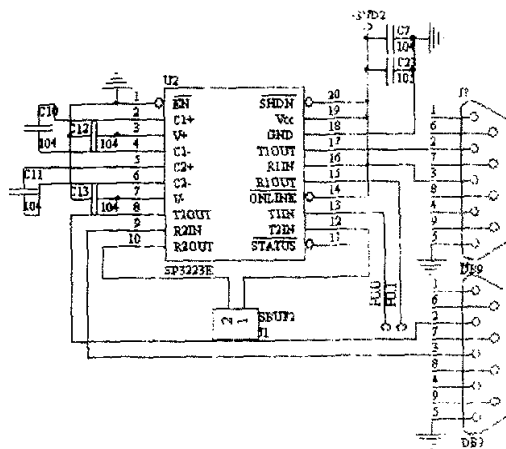 C7
104
C23
U2
1
2
3
4
5
6
7
8
9
10
EN
C1+
V+
C1-
C2+
C2-
V-
T2OUT
R2IN
R2OUT
SHDN
Vcc
GND
T1OUT
R1IN
R1OUT
ONLINE
T1IN
T2IN
STATUS
20
19
18
17
16
15
14
13
12
11
C10
104
C12
104
C11
104
C13
104
SP3223E
2
1
J1
1
6
2
7
3
8
4
9
5
DB9
1
6
2
7
3
8
4
9
5